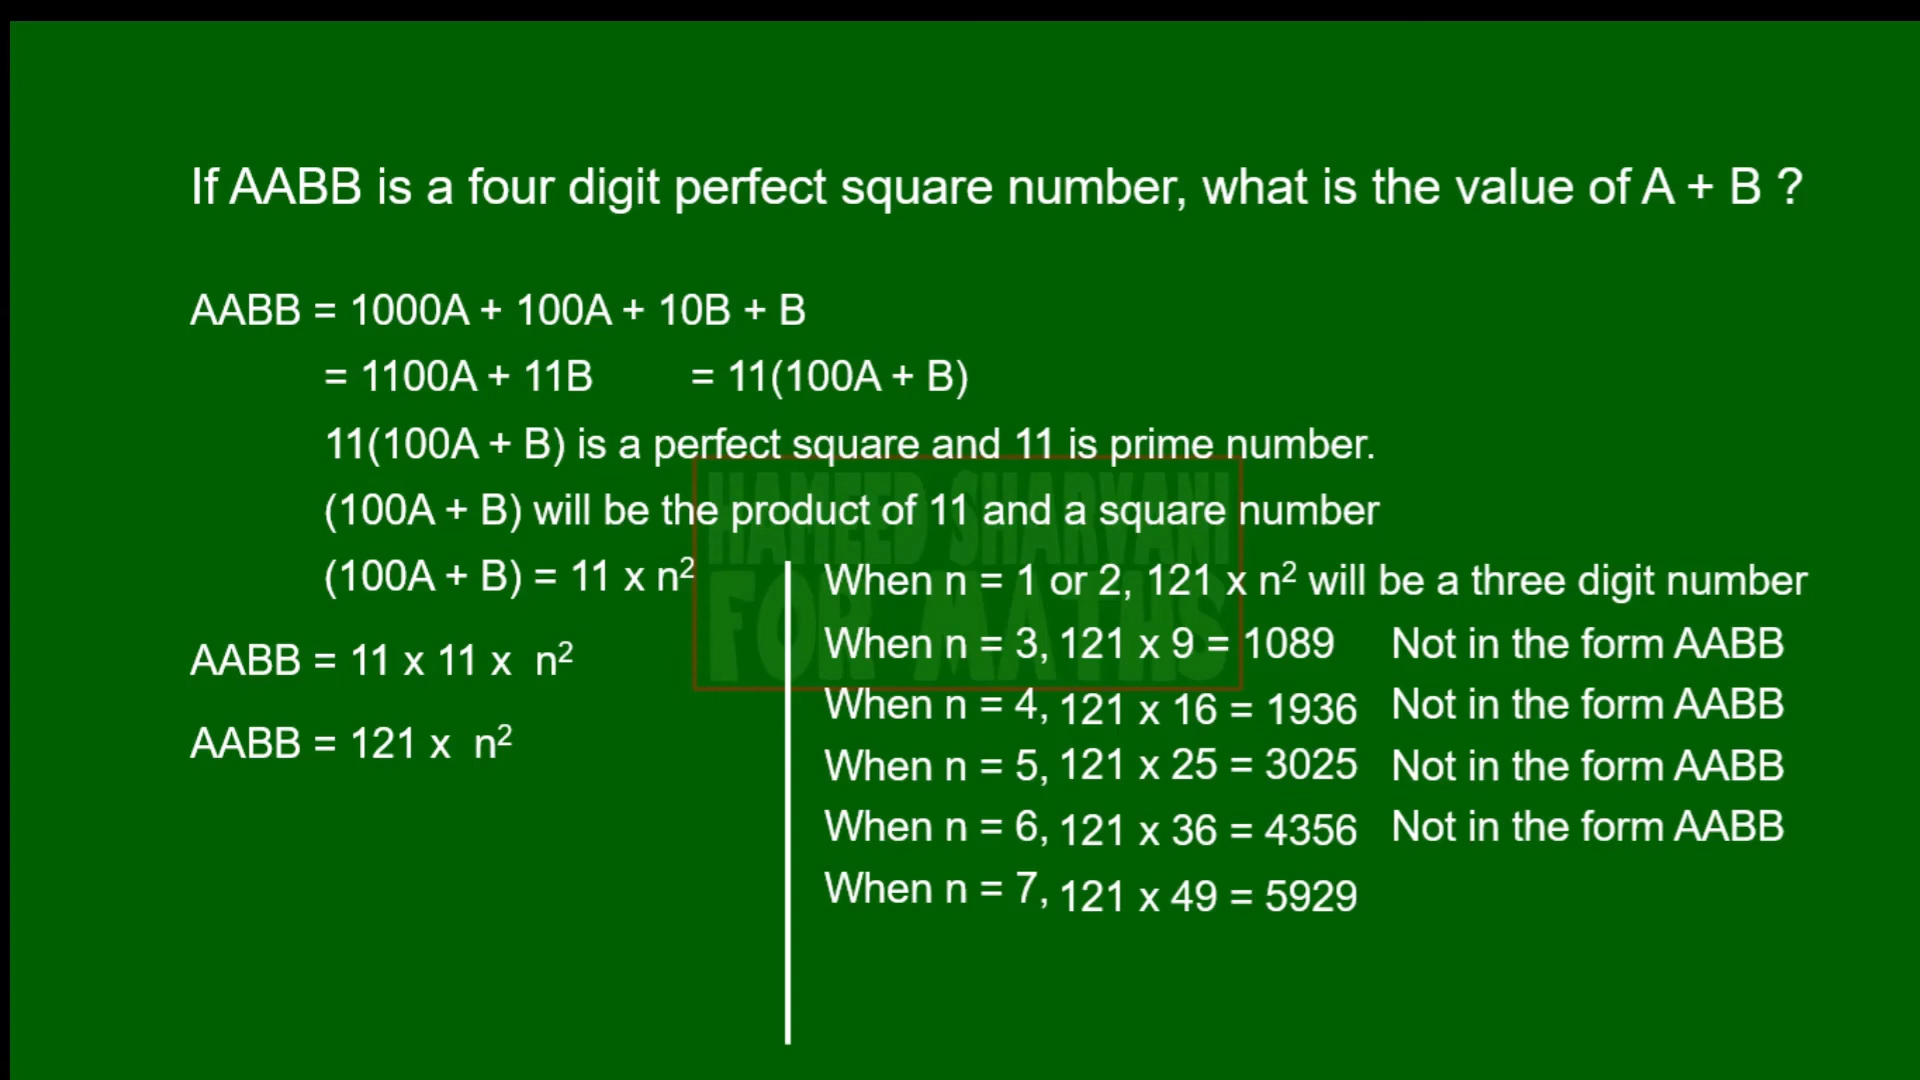 If AABB is a four digit perfect square number, what is the value of A + B ?
AABB = 1000A + 100A + 10B + B
= 1100A + 11B = 11(100A + B)
11(100A + B) is a perfect square and 11 is prime number.
(100A + B) will be the product of 11 and a square number
(100A + B) = 11 x n²
AABB = 11 x 11 x n²
AABB = 121 x n²
When n = 1 or 2, 121 x n² will be a three digit number
When n = 3, 121 x 9 = 1089 Not in the form AABB
When n = 4, 121 x 16 = 1936 Not in the form AABB
When n = 5, 121 x 25 = 3025 Not in the form AABB
When n = 6, 121 x 36 = 4356 Not in the form AABB
When n = 7, 121 x 49 = 5929
HAMEED SHARVANI
FOR MATHS